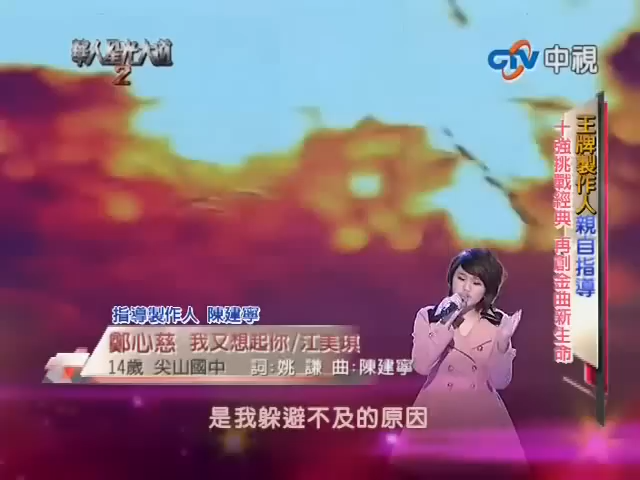 華人星光大道
2
CTV中視
王牌製作人親自指導
十強挑戰經典 再創金曲新生命
指導製作人 陳建寧
鄭心慈 我又想起你/江美琪
14歲 尖山國中 詞:姚 謙 曲:陳建寧
是我躲避不及的原因